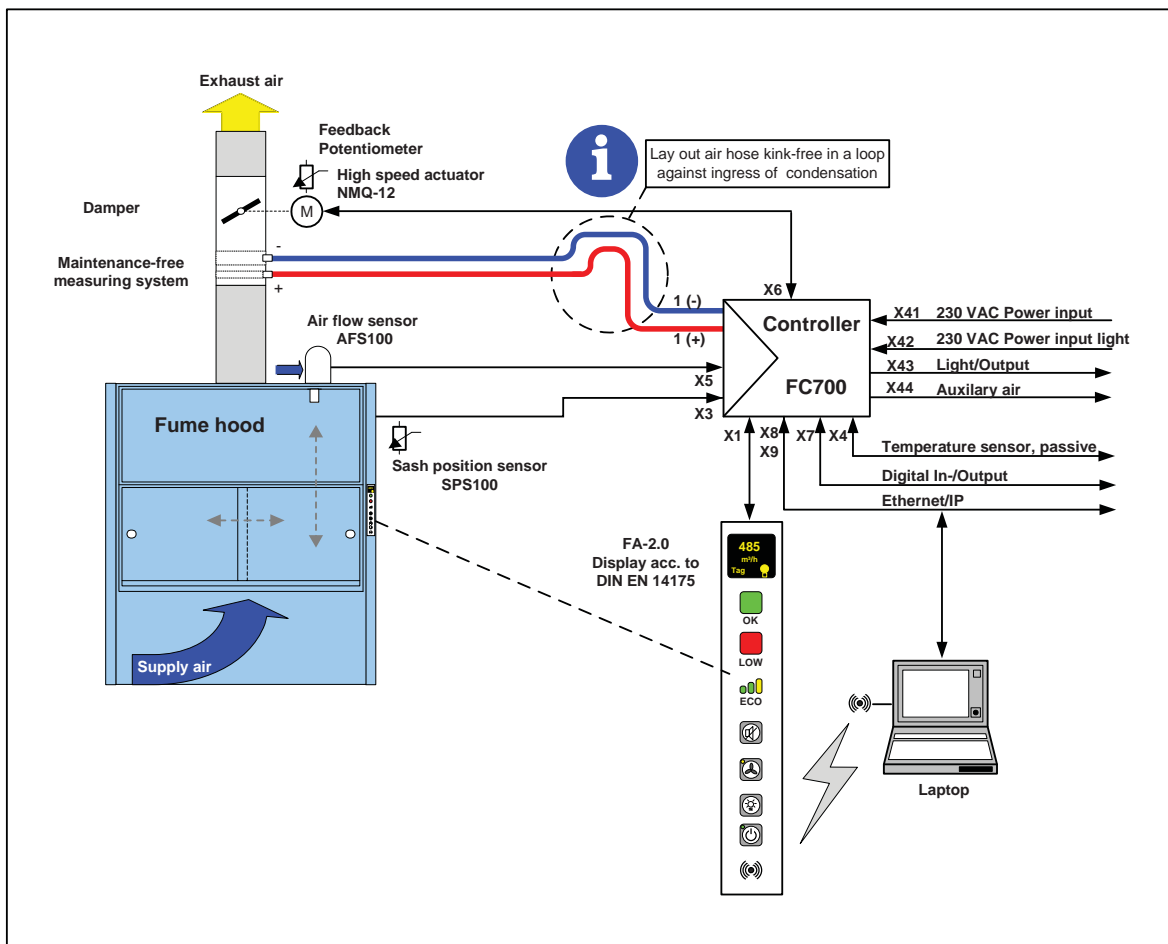 Exhaust air
Feedback
Potentiometer
High speed actuator
NMQ-12
i
Lay out air hose kink-free in a loop
against ingress of condensation
Damper
M
-
Maintenance-free
measuring system
+
X6
1 (-)
1 (+)
Controller
FC700
X41 230 VAC Power input
X42 230 VAC Power input light
X43 Light/Output
X44 Auxilary air
Air flow sensor
AFS100
X5
X3
X1
X8
X9
X7
X4
Temperature sensor, passive
Digital In-/Output
Ethernet/IP
Fume hood
Sash position sensor
SPS100
Supply air
FA-2.0
Display acc. to
DIN EN 14175
485
m³/h
Tag
OK
LOW
ECO
Laptop